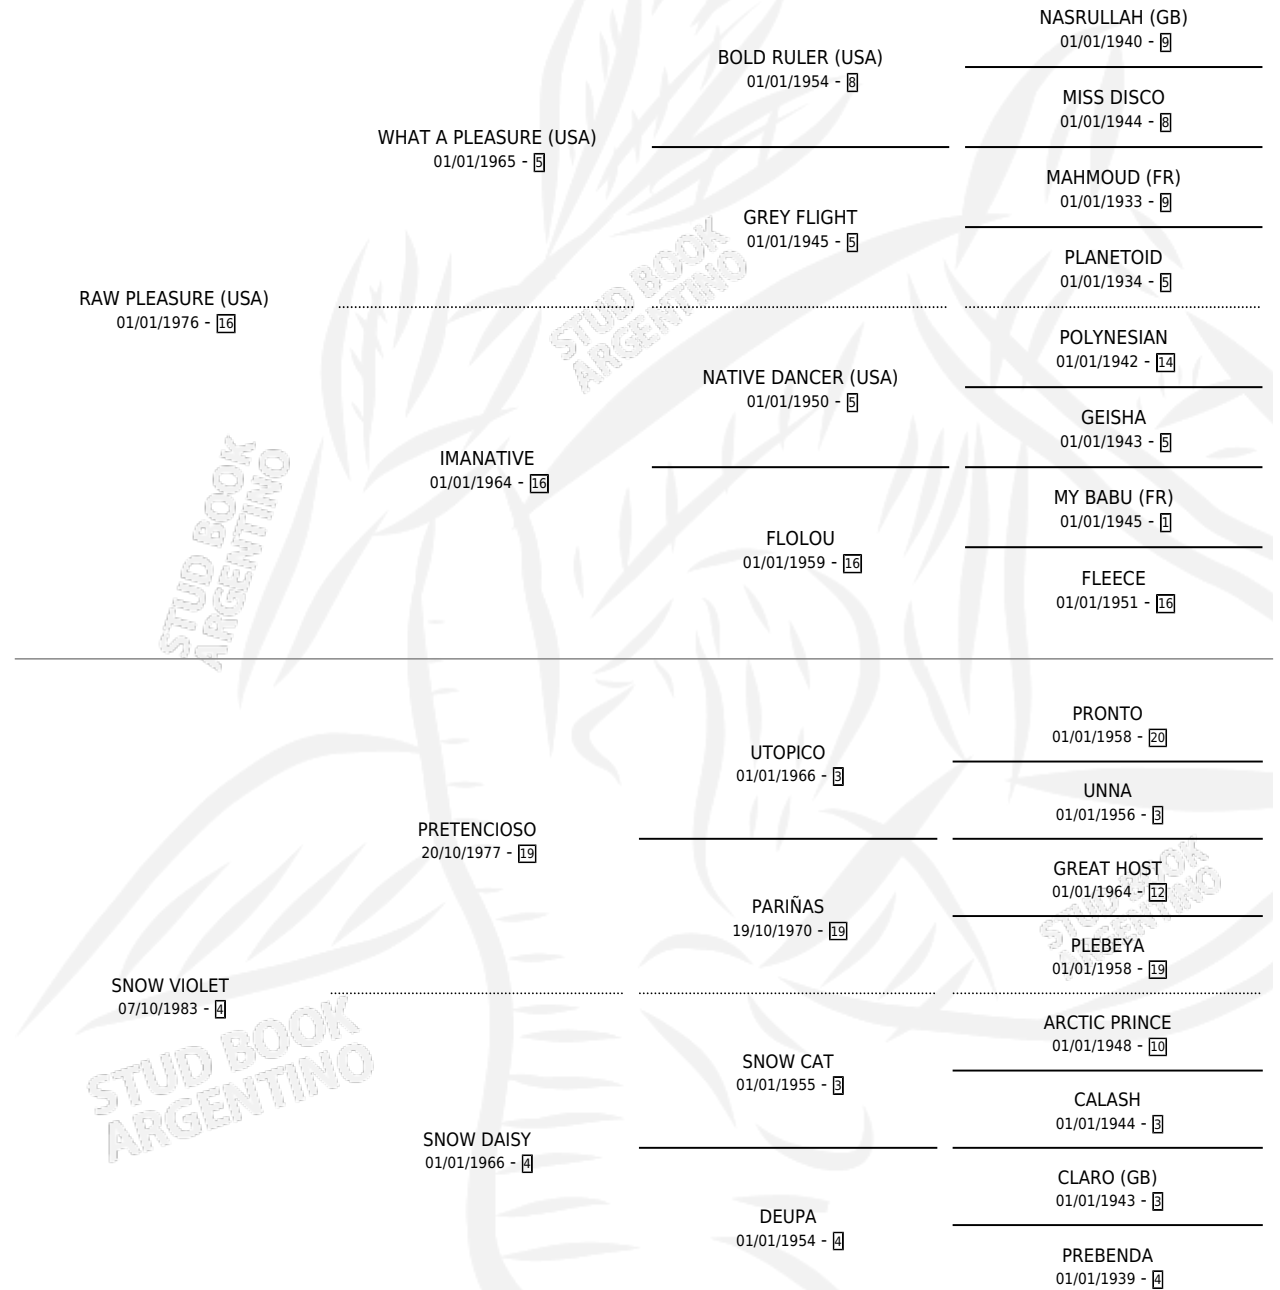 NASRULLAH (GB)
01/01/1940 - 9
BOLD RULER (USA)
01/01/1954 - 8
MISS DISCO
01/01/1944 - 8
WHAT A PLEASURE (USA)
01/01/1965 - 5
MAHMOUD (FR)
01/01/1933 - 9
GREY FLIGHT
01/01/1945 - 5
PLANETOID
01/01/1934 - 5
RAW PLEASURE (USA)
01/01/1976 - 16
POLYNESIAN
01/01/1942 - 14
NATIVE DANCER (USA)
01/01/1950 - 5
GEISHA
01/01/1943 - 5
IMANATIVE
01/01/1964 - 16
MY BABU (FR)
01/01/1945 - 1
FLOLOU
01/01/1959 - 16
FLEECE
01/01/1951 - 16
PRONTO
01/01/1958 - 20
UTOPICO
01/01/1966 - 3
UNNA
01/01/1956 - 3
PRETENCIOSO
20/10/1977 - 19
GREAT HOST
01/01/1964 - 12
PARIÑAS
19/10/1970 - 19
PLEBEYA
01/01/1958 - 19
SNOW VIOLET
07/10/1983 - 4
ARCTIC PRINCE
01/01/1948 - 10
SNOW CAT
01/01/1955 - 3
CALASH
01/01/1944 - 3
SNOW DAISY
01/01/1966 - 4
CLARO (GB)
01/01/1943 - 3
DEUPA
01/01/1954 - 4
PREBENDA
01/01/1939 - 4
STUD BOOK
ARGENTINO
STUD BOOK
ARGENTINO
STUD BOOK
ARGENTINO
STUD BOOK
ARGENTINO